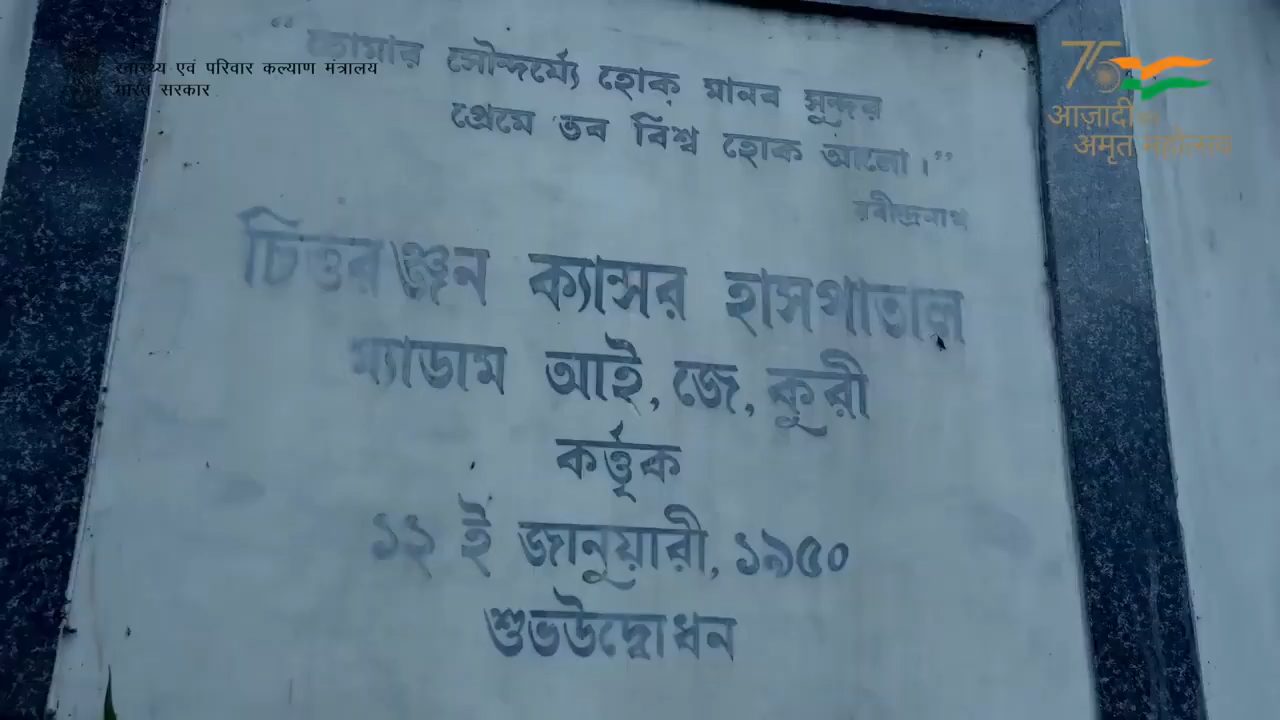 स्वास्थ्य एवं परिवार कल्याण मंत्रालय
भारत सरकार
75
आज़ादी का
अमृत महोत्सव
“তোমার সৌন্দর্য্যে হোক্ মানব সুন্দর
প্রেমে তব বিশ্ব হোক আলো।”
রবীন্দ্রনাথ
চিত্তরঞ্জন ক্যান্সর হাসপাতাল
ম্যাডাম আই, জে, কুরী
কর্ত্তৃক
১২ ই জানুয়ারী, ১৯৫০
শুভউদ্বোধন